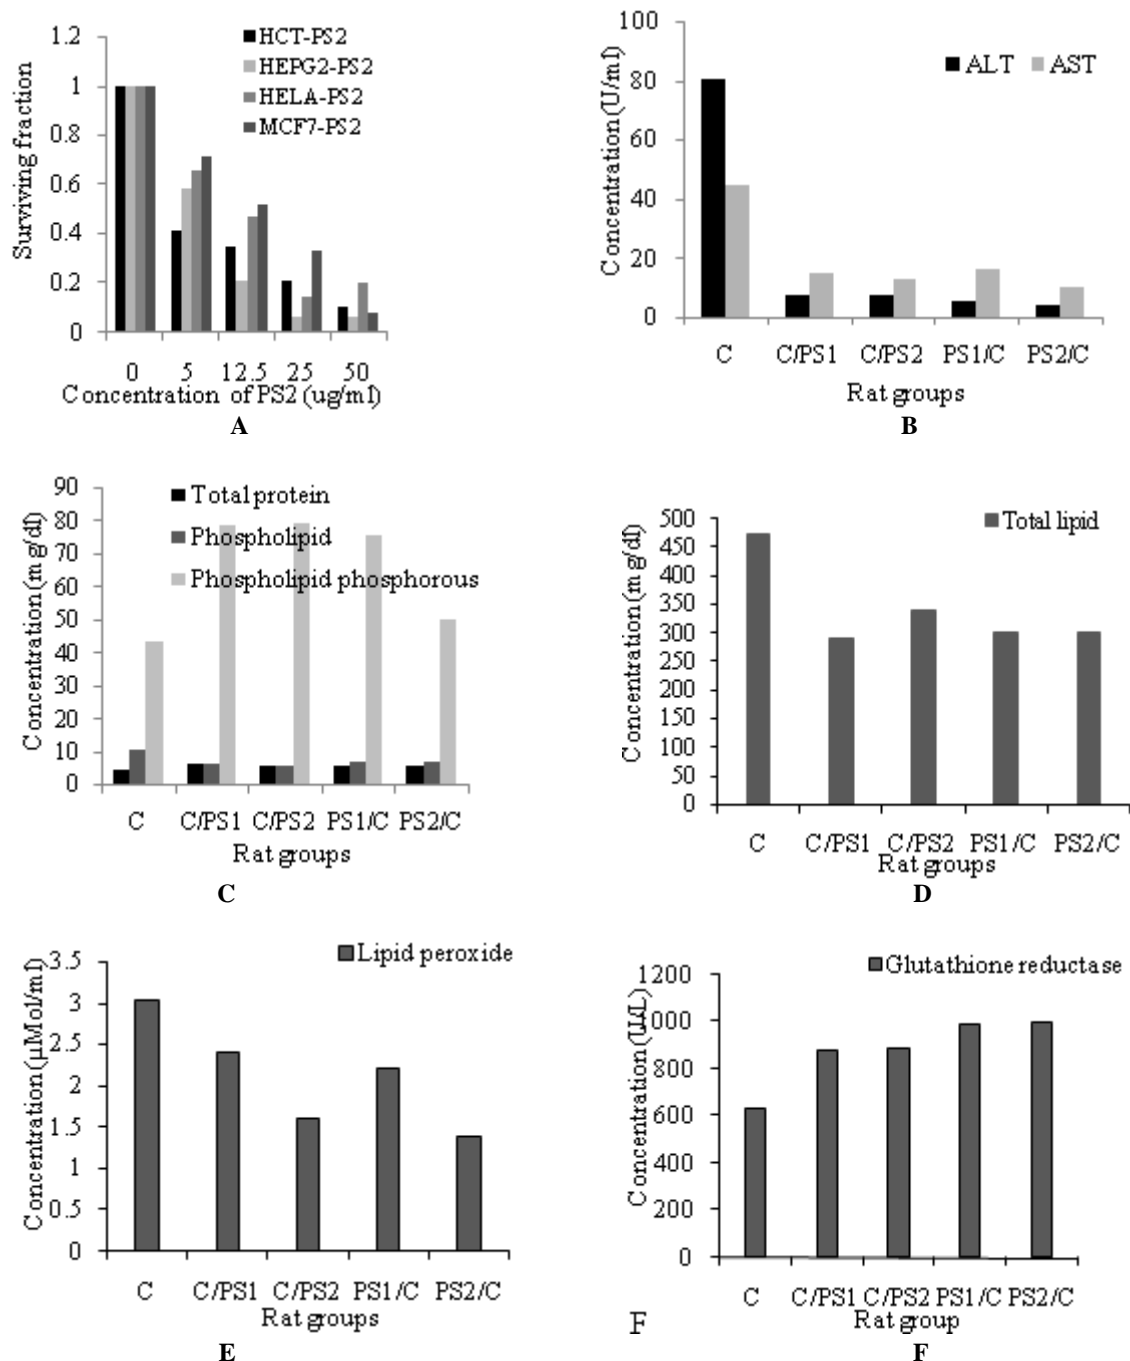 1.2
1
0.8
0.6
0.4
0.2
0
Surviving fraction
HCT-PS2
HEPG2-PS2
HELA-PS2
MCF7-PS2
0 5 12.5 25 50
Concentration of PS2 (ug/ml)
A
100
80
60
40
20
0
Concentration (U/ml)
ALT AST
C C/PS1 C/PS2 PS1/C PS2/C
Rat groups
B
90
80
70
60
50
40
30
20
10
0
Concentration (mg/dl)
Total protein
Phospholipid
Phospholipid phosphorous
C C/PS1 C/PS2 PS1/C PS2/C
Rat groups
C
500
450
400
350
300
250
200
150
100
50
0
Concentration (mg/dl)
Total lipid
C C/PS1 C/PS2 PS1/C PS2/C
Rat groups
D
3.5
3
2.5
2
1.5
1
0.5
0
Concentration (µMol/ml)
Lipid peroxide
C C/PS1 C/PS2 PS1/C PS2/C
Rat groups
E
1200
1000
800
600
400
200
0
Concentration (U/L)
Glutathione reductase
C C/PS1 C/PS2 PS1/C PS2/C
Rat group
F
F